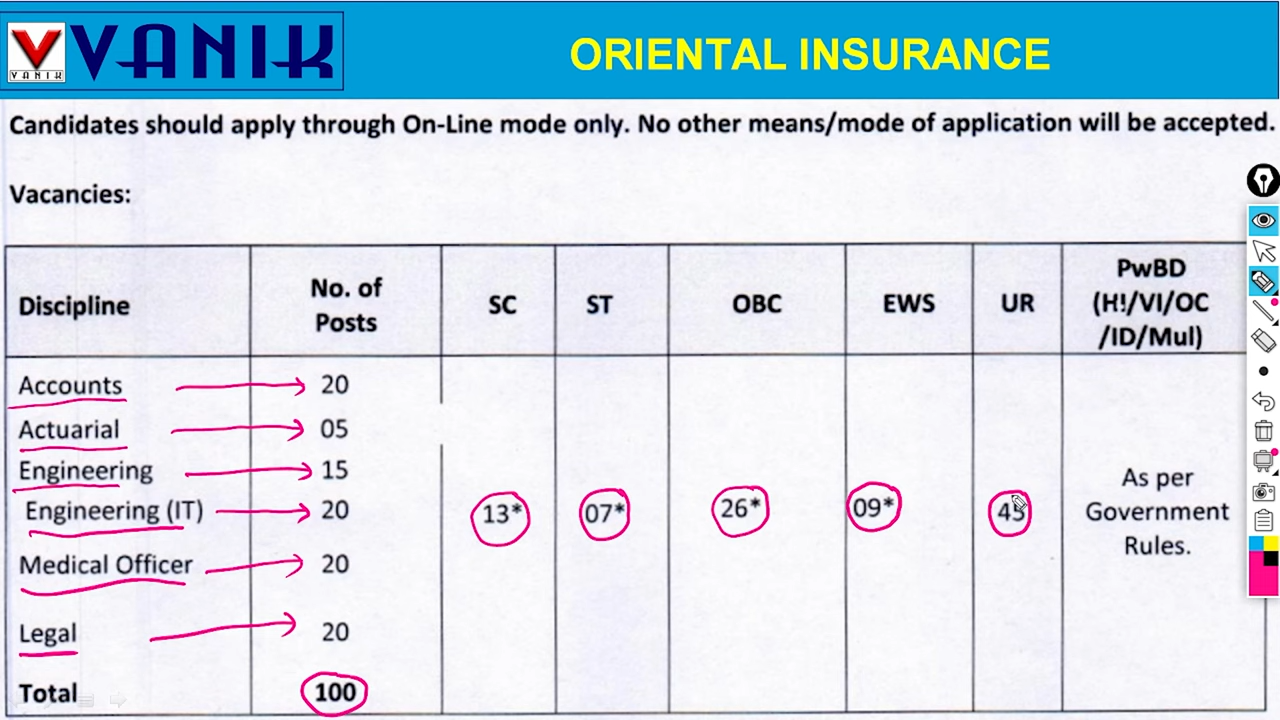 VANIK
VANIK
ORIENTAL INSURANCE
Candidates should apply through On-Line mode only. No other means/mode of application will be accepted.
Vacancies:
Discipline No. of Posts SC ST OBC EWS UR PwBD (H!/VI/OC /ID/Mul)
Accounts 20
Actuarial 05
Engineering 15
Engineering (IT) 20 13* 07* 26* 09* 45 As per Government Rules.
Medical Officer 20
Legal 20
Total 100